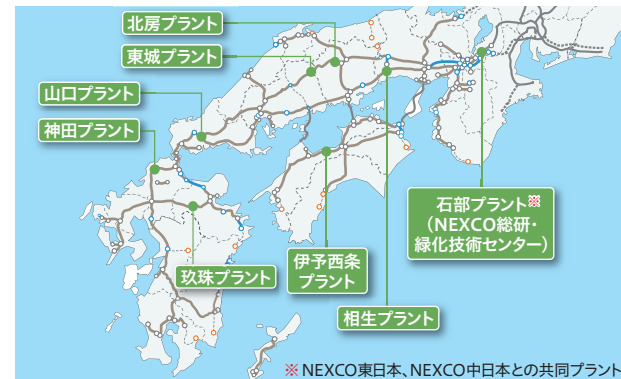 北房プラント
東城プラント
山口プラント
神田プラント
石部プラント※
（NEXCO総研・
緑化技術センター）
玖珠プラント
伊予西条
プラント
相生プラント
※ NEXCO東日本、NEXCO中日本との共同プラント